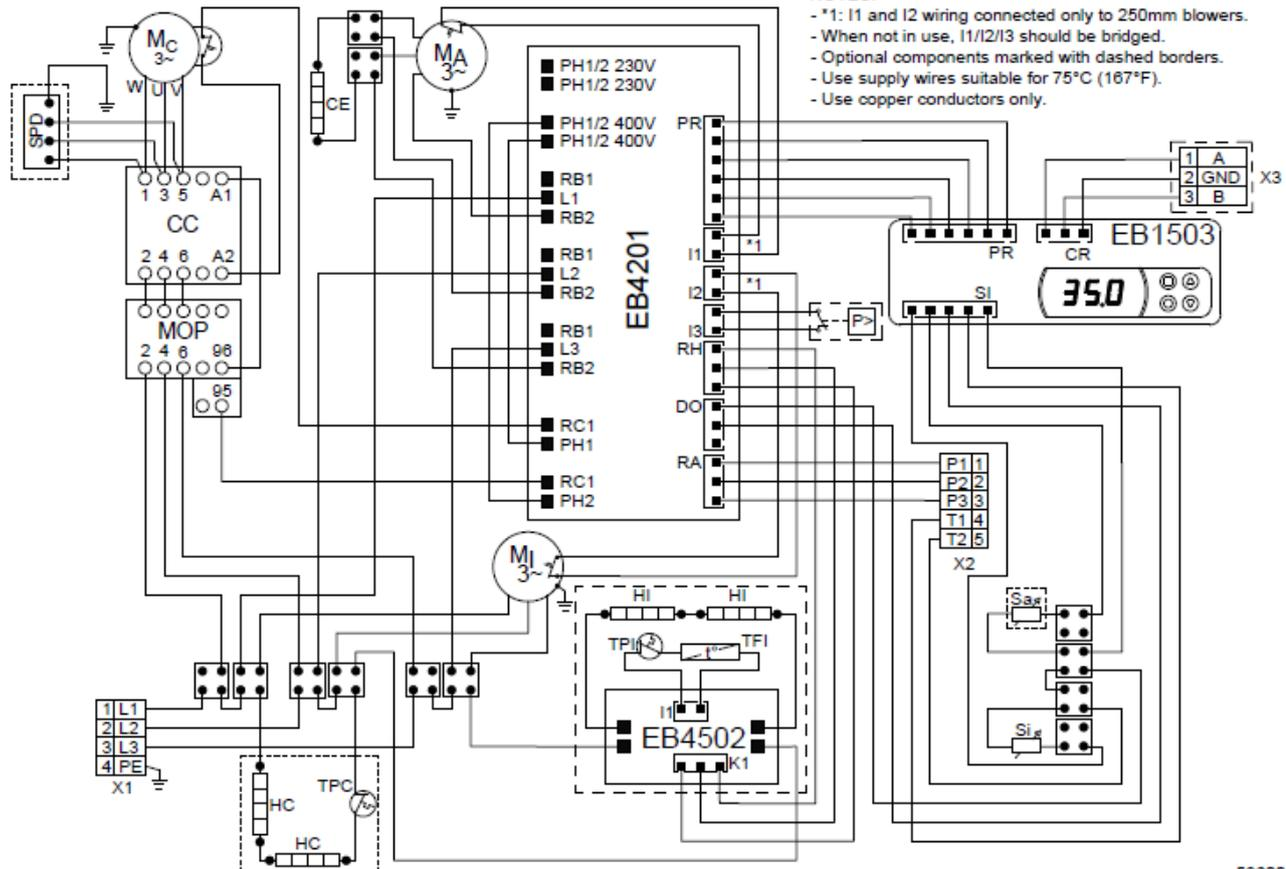 - *1: I1 and I2 wiring connected only to 250mm blowers.
- When not in use, I1/I2/I3 should be bridged.
- Optional components marked with dashed borders.
- Use supply wires suitable for 75°C (167°F).
- Use copper conductors only.
MC
3~
W U V
SPD
1 3 5 A1
CC
2 4 6 A2
MOP
2 4 6 96
95
CE
MA
3~
PH1/2 230V
PH1/2 230V
PH1/2 400V
PH1/2 400V
RB1
L1
RB2
RB1
L2
RB2
RB1
L3
RB2
RC1
PH1
RC1
PH2
EB4201
PR
I1
*1
I2
*1
I3
RH
DO
RA
P>
1 A
2 GND
3 B
X3
EB1503
PR
CR
SI
35.0
P1 1
P2 2
P3 3
T1 4
T2 5
X2
Sa
Si
MI
3~
HI
HI
TPI
t°
TFI
I1
EB4502
K1
1 L1
2 L2
3 L3
4 PE
X1
HC
TPC
HC